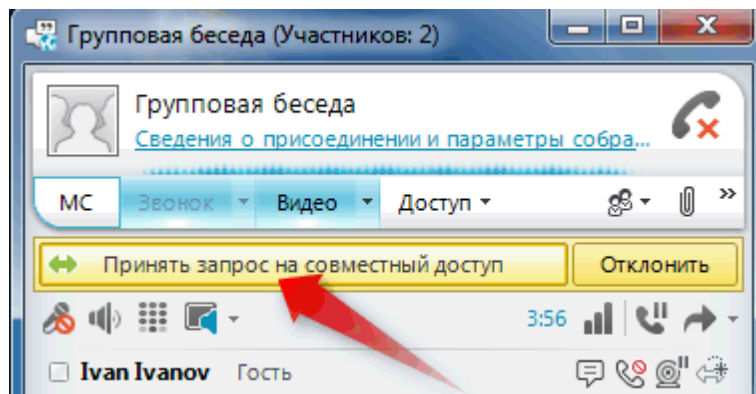 Групповая беседа (Участников: 2)
Групповая беседа
Сведения о присоединении и параметры собра...
МС Звонок Видео Доступ
Принять запрос на совместный доступ Отклонить
3:56
Ivan Ivanov Гость